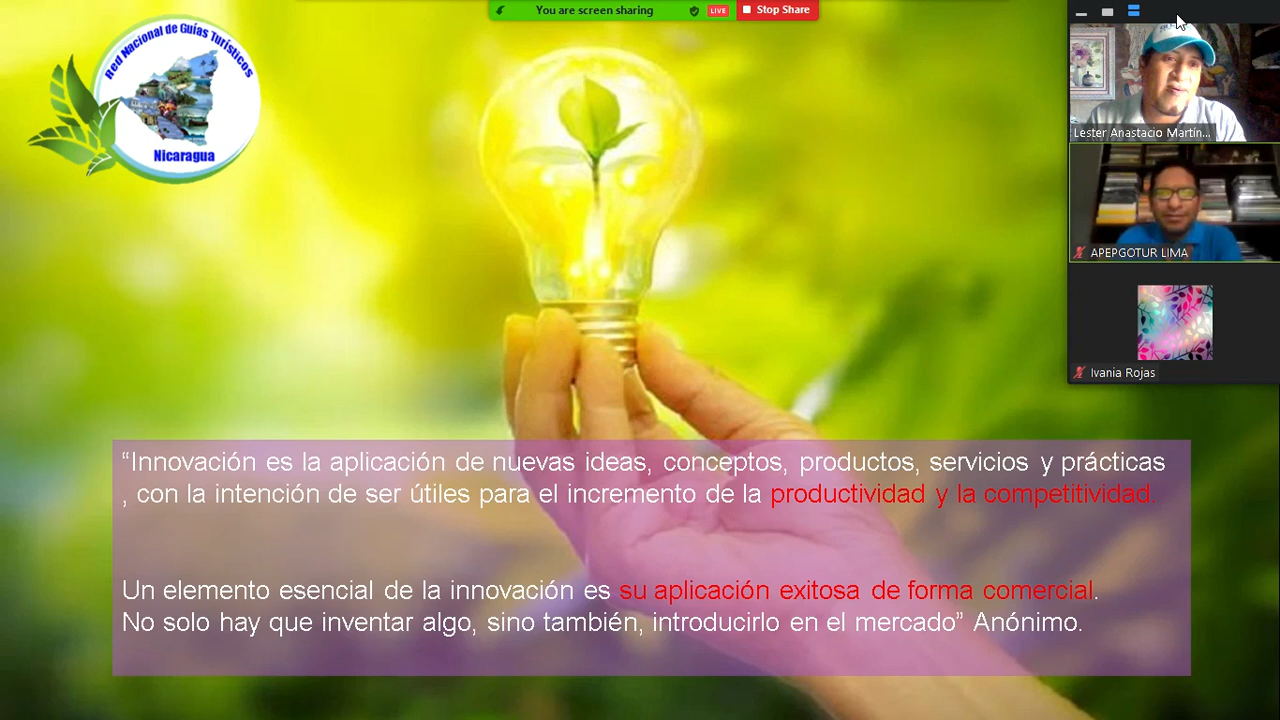 You are screen sharing
LIVE
Stop Share
Red Nacional de Guías Turísticos
Nicaragua
Lester Anastacio Martín...
APEPGOTUR LIMA
Ivania Rojas
“Innovación es la aplicación de nuevas ideas, conceptos, productos, servicios y prácticas
, con la intención de ser útiles para el incremento de la productividad y la competitividad.
Un elemento esencial de la innovación es su aplicación exitosa de forma comercial.
No solo hay que inventar algo, sino también, introducirlo en el mercado” Anónimo.